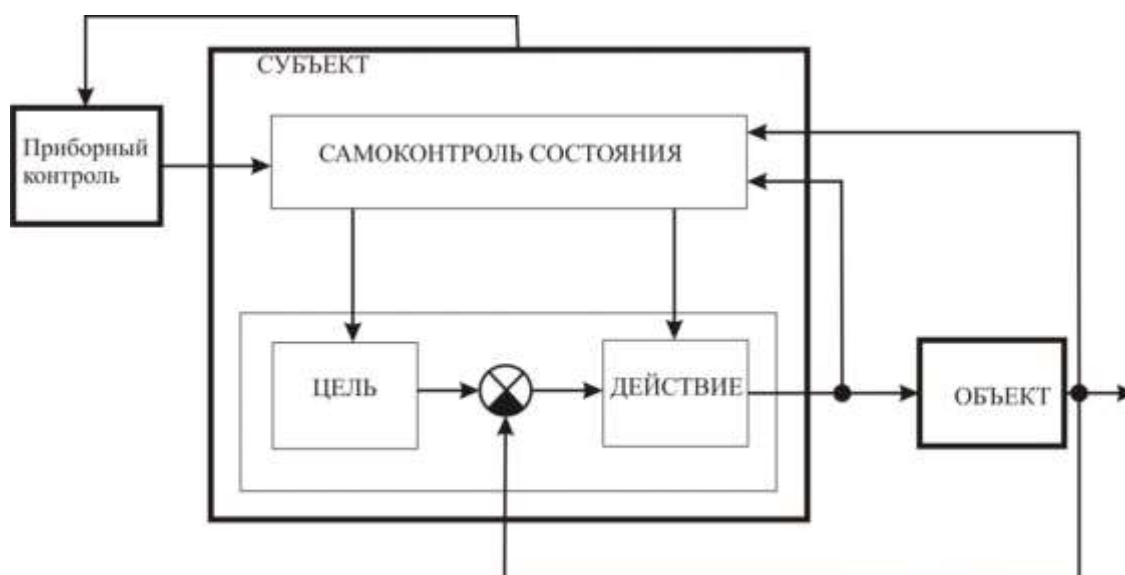 СУБЪЕКТ
Приборный
контроль
САМОКОНТРОЛЬ СОСТОЯНИЯ
ЦЕЛЬ
ДЕЙСТВИЕ
ОБЪЕКТ